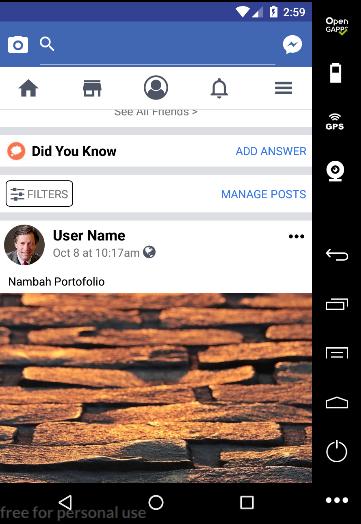 2:59
Open
GAPPS
See All Friends >
GPS
Did You Know
ADD ANSWER
FILTERS
MANAGE POSTS
User Name
Oct 8 at 10:17am
Nambah Portofolio
free for personal use